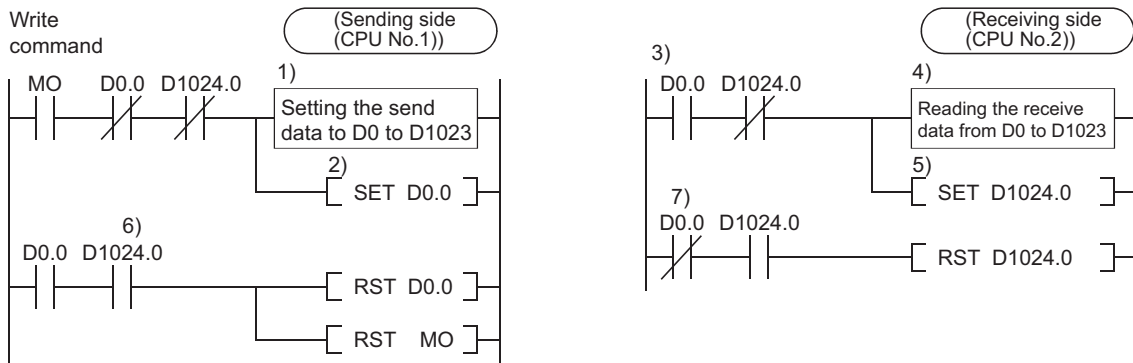 Write
command
(Sending side
(CPU No.1))
1)
MO D0.0 D1024.0
Setting the send
data to D0 to D1023
2)
SET D0.0
6)
D0.0 D1024.0
RST D0.0
RST MO
(Receiving side
(CPU No.2))
3)
D0.0 D1024.0
4)
Reading the receive
data from D0 to D1023
5)
SET D1024.0
7)
D0.0 D1024.0
RST D1024.0